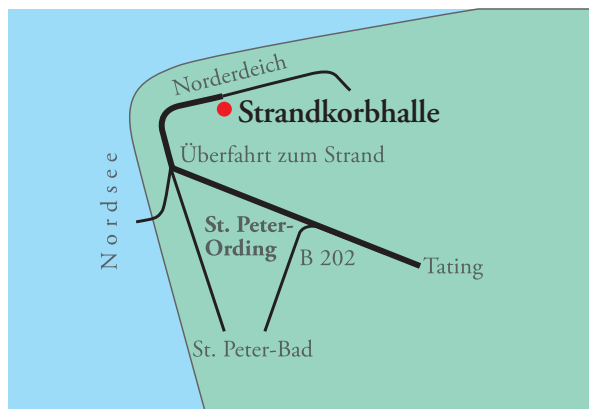 Norderdeich
Strandkorbhalle
Überfahrt zum Strand
Nordsee
St. Peter-
Ording
B 202
Tating
St. Peter-Bad